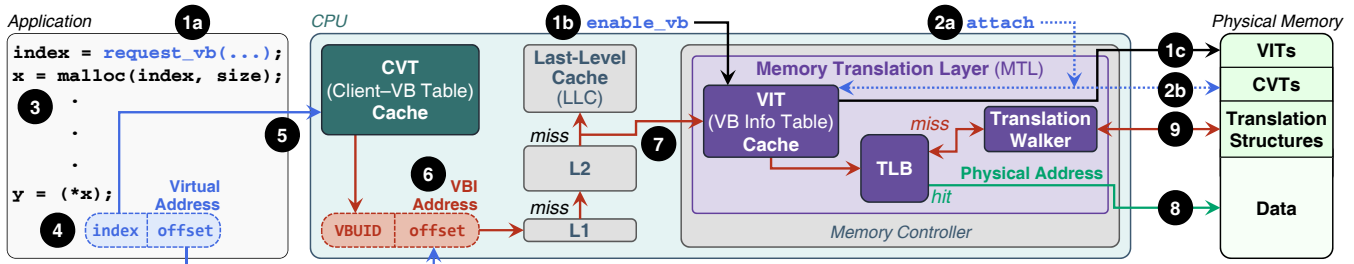 Application
1a
index = request_vb(...);
x = malloc(index, size);
3
.
.
.
y = (*x);
Virtual
Address
4
index
offset
5
CPU
CVT
(Client–VB Table)
Cache
6
VBI
Address
VBUID
offset
Last-Level
Cache
(LLC)
miss
L2
miss
L1
1b
enable_vb
2a
attach
7
Memory Translation Layer (MTL)
VIT
(VB Info Table)
Cache
miss
Translation
Walker
TLB
Physical Address
hit
Memory Controller
1c
2b
9
8
Physical Memory
VITs
CVTs
Translation
Structures
Data